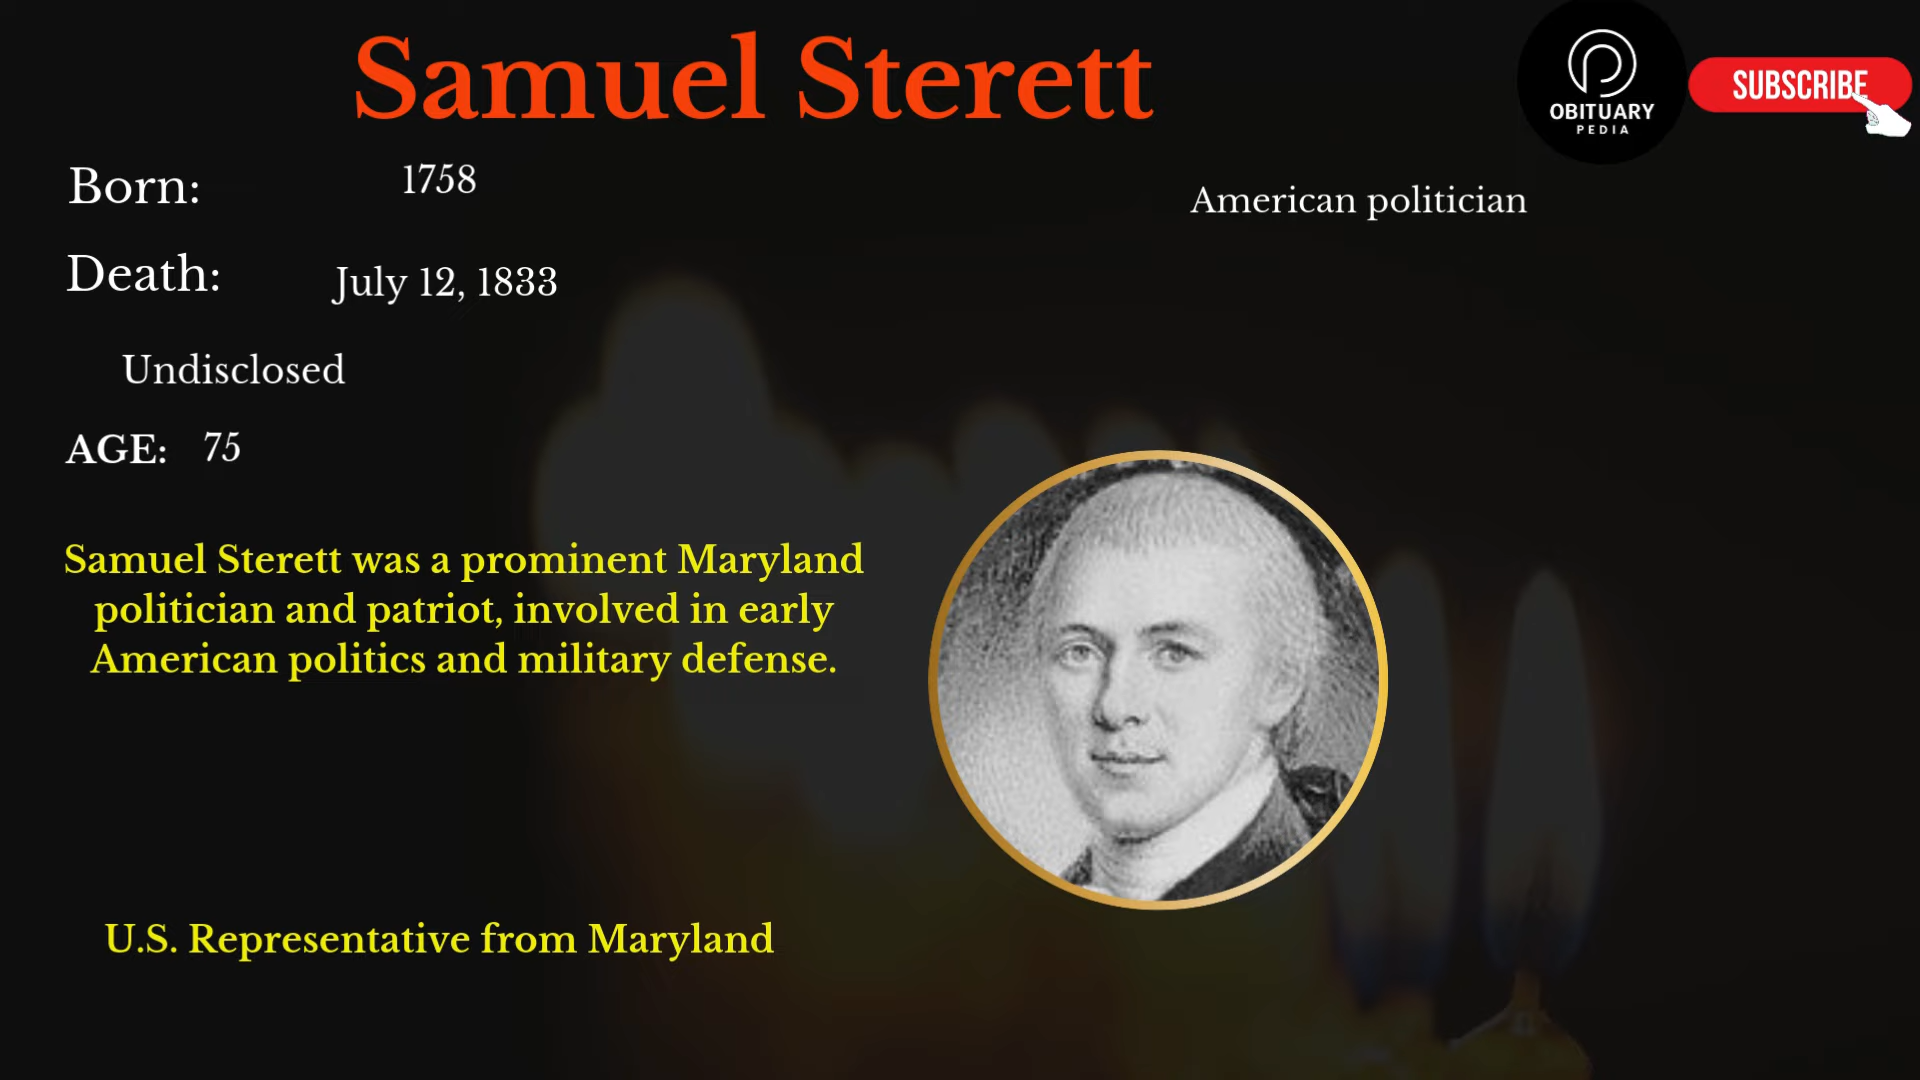 Samuel Sterett
OBITUARY
PEDIA
SUBSCRIBE
Born: 1758
American politician
Death: July 12, 1833
Undisclosed
AGE: 75
Samuel Sterett was a prominent Maryland
politician and patriot, involved in early
American politics and military defense.
U.S. Representative from Maryland